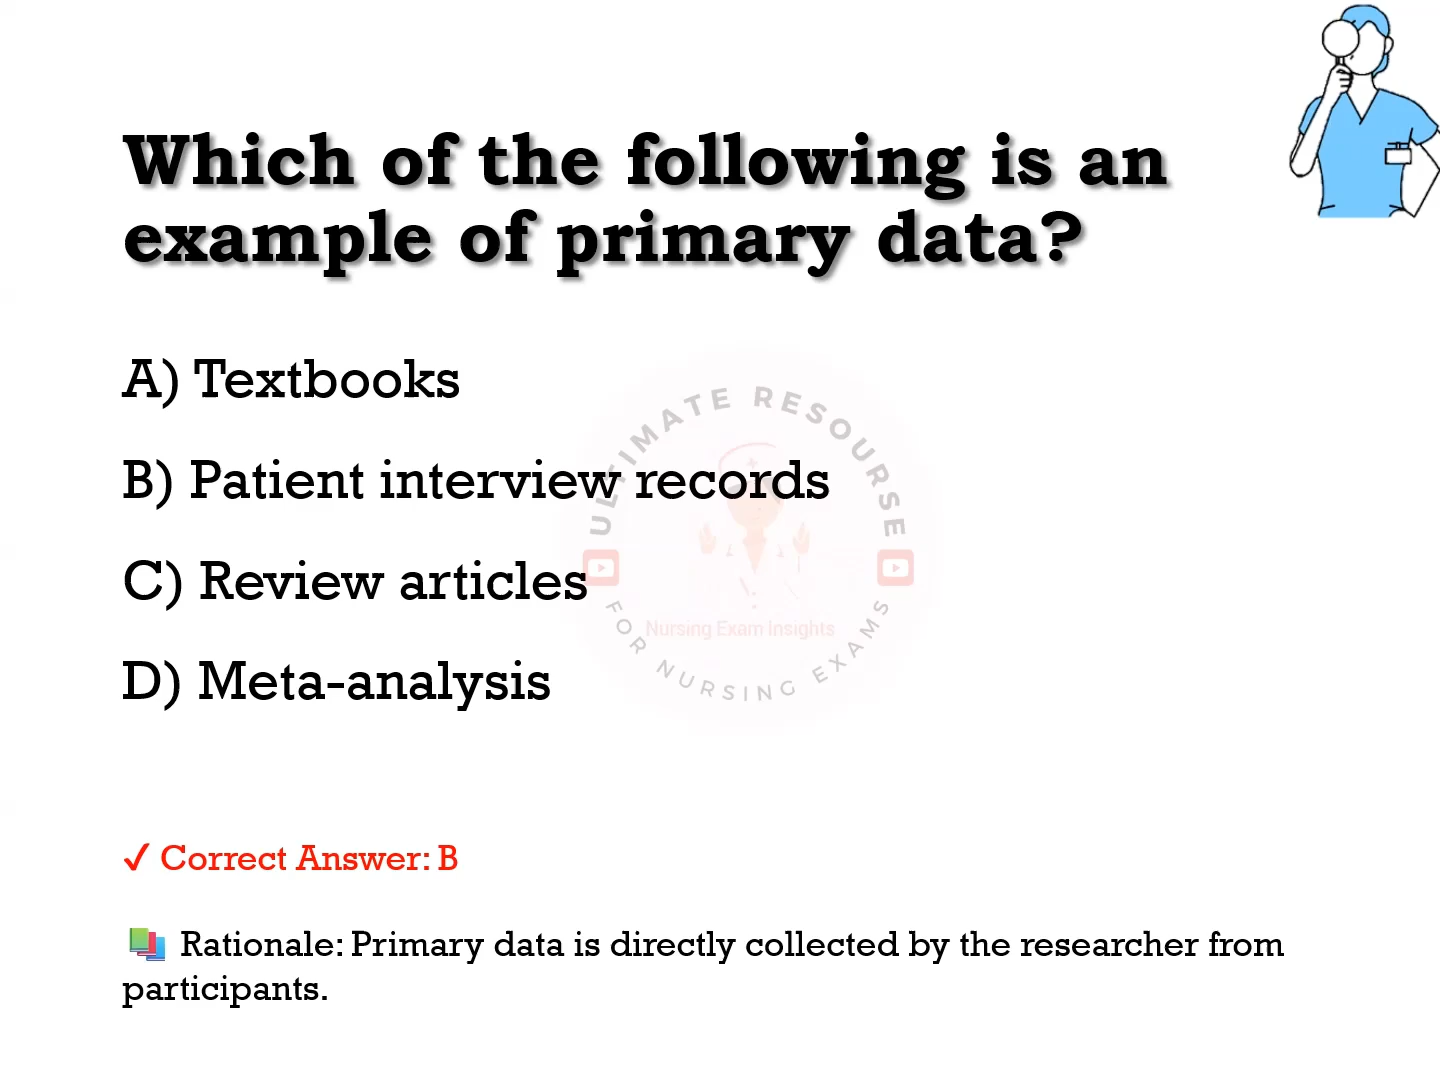 Which of the following is an
example of primary data?
A) Textbooks
B) Patient interview records
C) Review articles
D) Meta-analysis
ULTIMATE RESOURSE
Nursing Exam Insights
FOR NURSING EXAMS
✓ Correct Answer: B
📚 Rationale: Primary data is directly collected by the researcher from
participants.